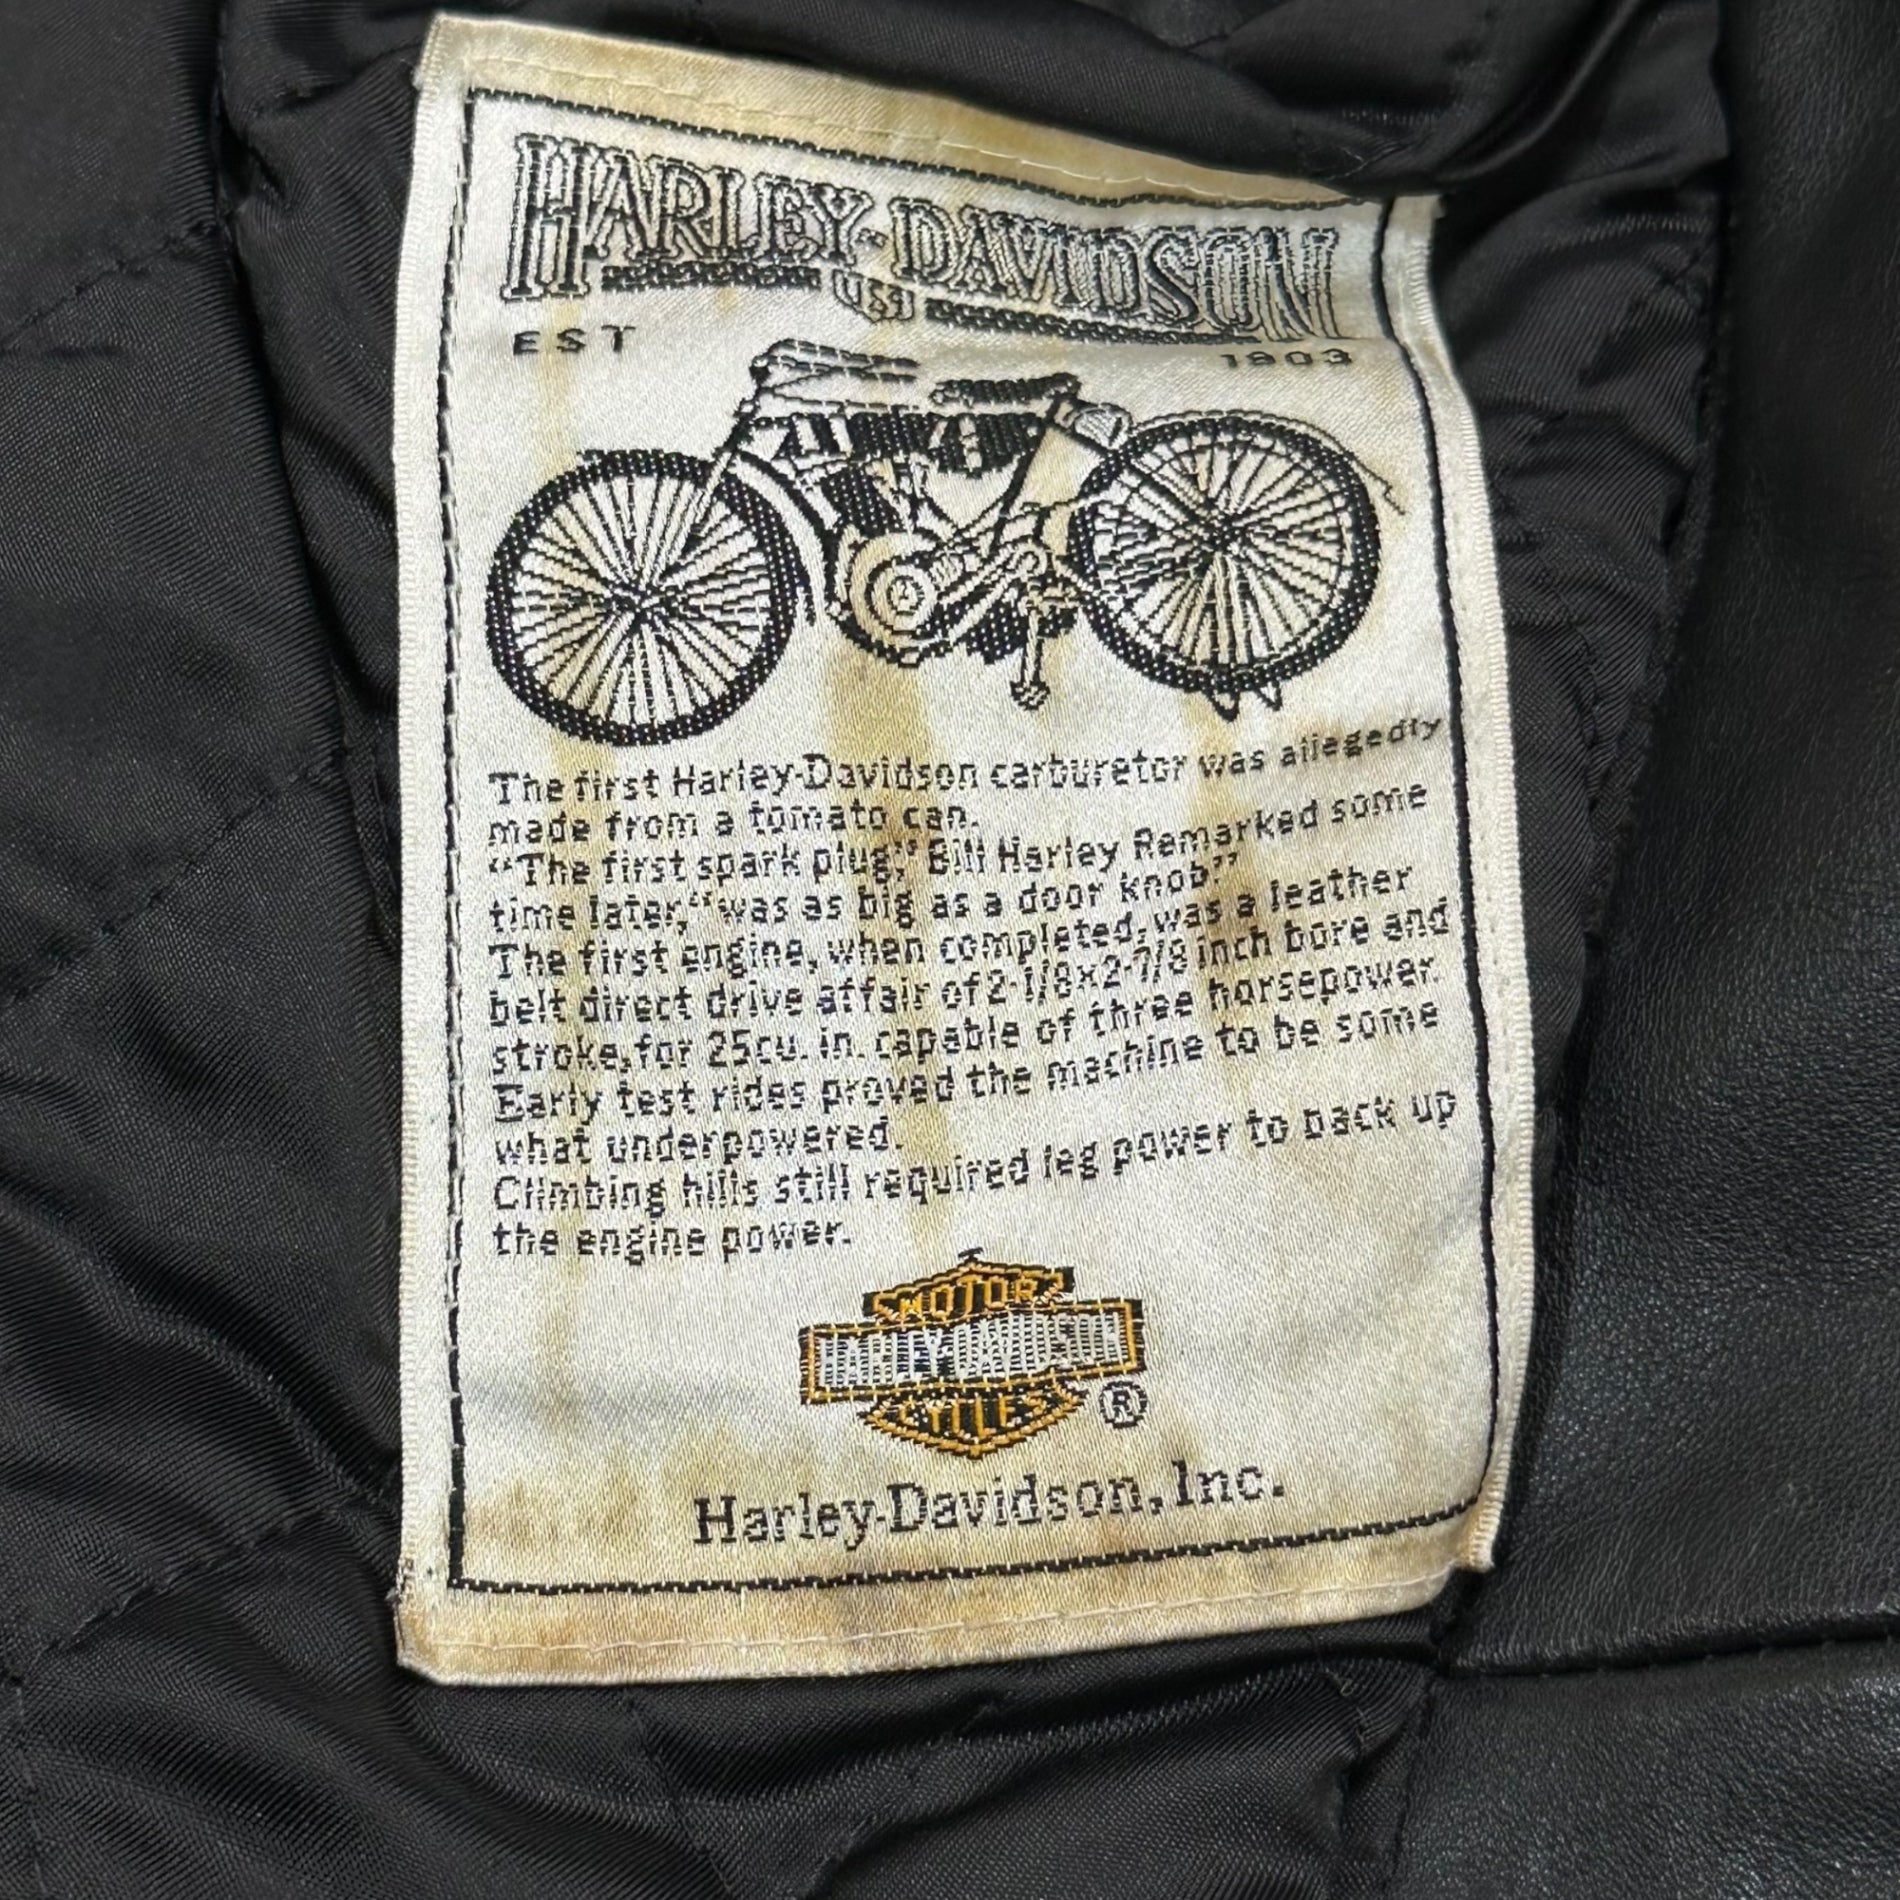 HARLEY-DAVIDSON
USA
EST 1903
The first Harley-Davidson carburetor was allegedly
made from a tomato can.
“The first spark plug,” Bill Harley Remarked some
time later, “was as big as a door knob.”
The first engine, when completed, was a leather
belt direct drive affair of 2-1/8x2-7/8 inch bore and
stroke, for 25cu. in. capable of three horsepower.
Early test rides proved the machine to be some
what underpowered.
Climbing hills still required leg power to back up
the engine power.
MOTOR
HARLEY-DAVIDSON
CYCLES
®
Harley-Davidson, Inc.